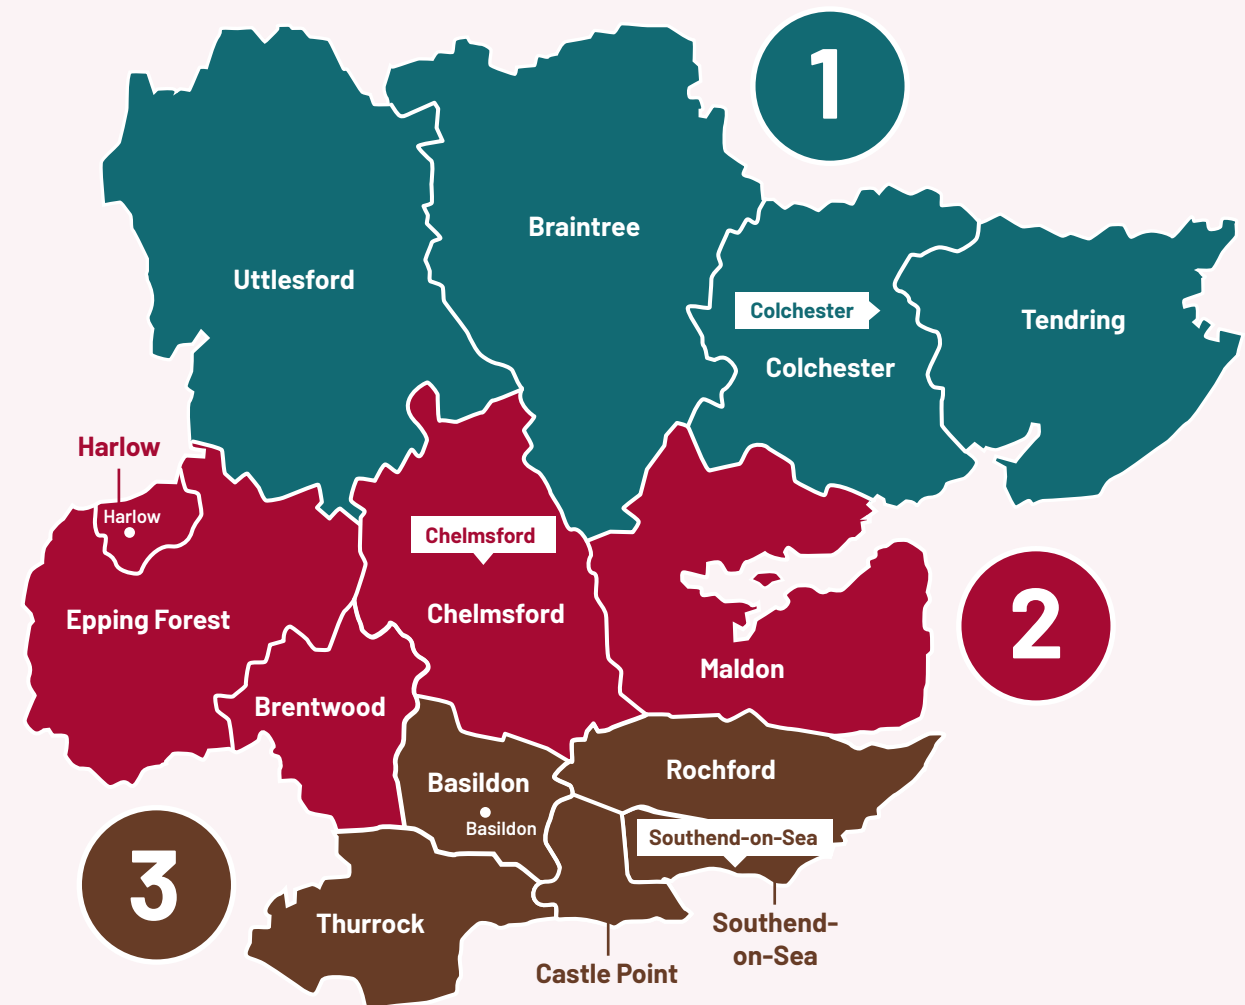 1
Braintree
Uttlesford
Colchester
Tendring
Colchester
Harlow
Harlow
Chelmsford
Epping Forest
Chelmsford
2
Maldon
Brentwood
Rochford
Basildon
Basildon
Southend-on-Sea
3
Thurrock
Southend-
on-Sea
Castle Point